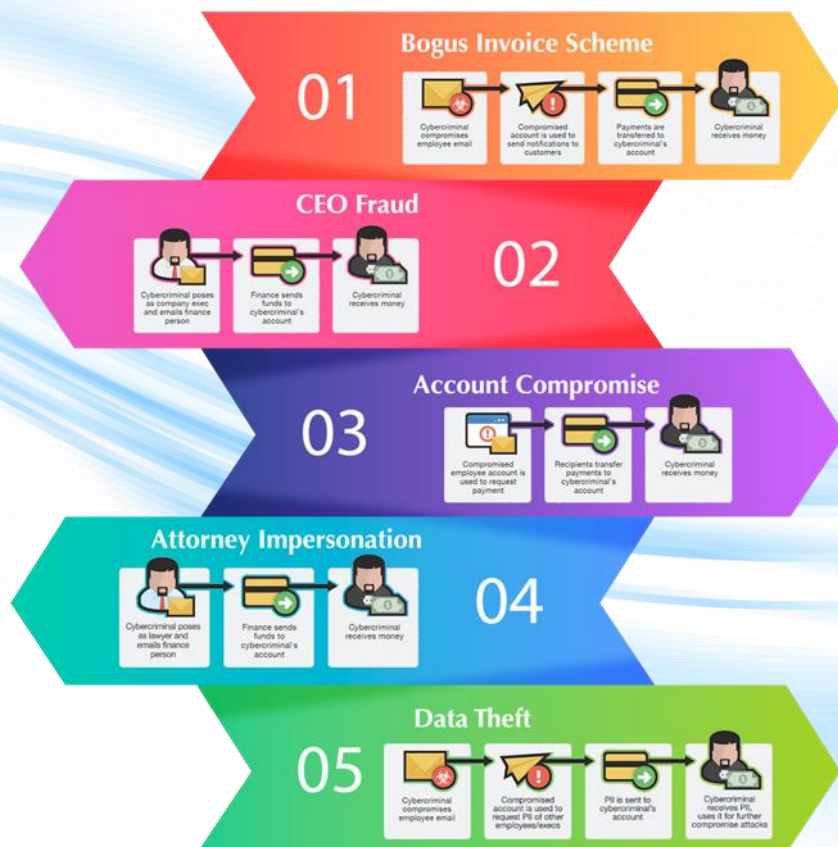 Bogus Invoice Scheme
01
Cybercriminal
compromises
employee email
Compromised
account is used to
send notifications to
customers
Payments are
transferred to
cybercriminal's
account
Cybercriminal
receives money
CEO Fraud
02
Cybercriminal poses
as company exec
and emails finance
person
Finance sends
funds to
cybercriminal's
account
Cybercriminal
receives money
Account Compromise
03
Compromised
employee account is
used to request
payment
Recipients transfer
payments to
cybercriminal's
account
Cybercriminal
receives money
Attorney Impersonation
04
Cybercriminal poses
as lawyer and
emails finance
person
Finance sends
funds to
cybercriminal's
account
Cybercriminal
receives money
Data Theft
05
Cybercriminal
compromises
employee email
Compromised
account is used to
request PII of other
employees/execs
PII is sent to
cybercriminal's
account
Cybercriminal
receives PII,
uses it for further
compromise attacks